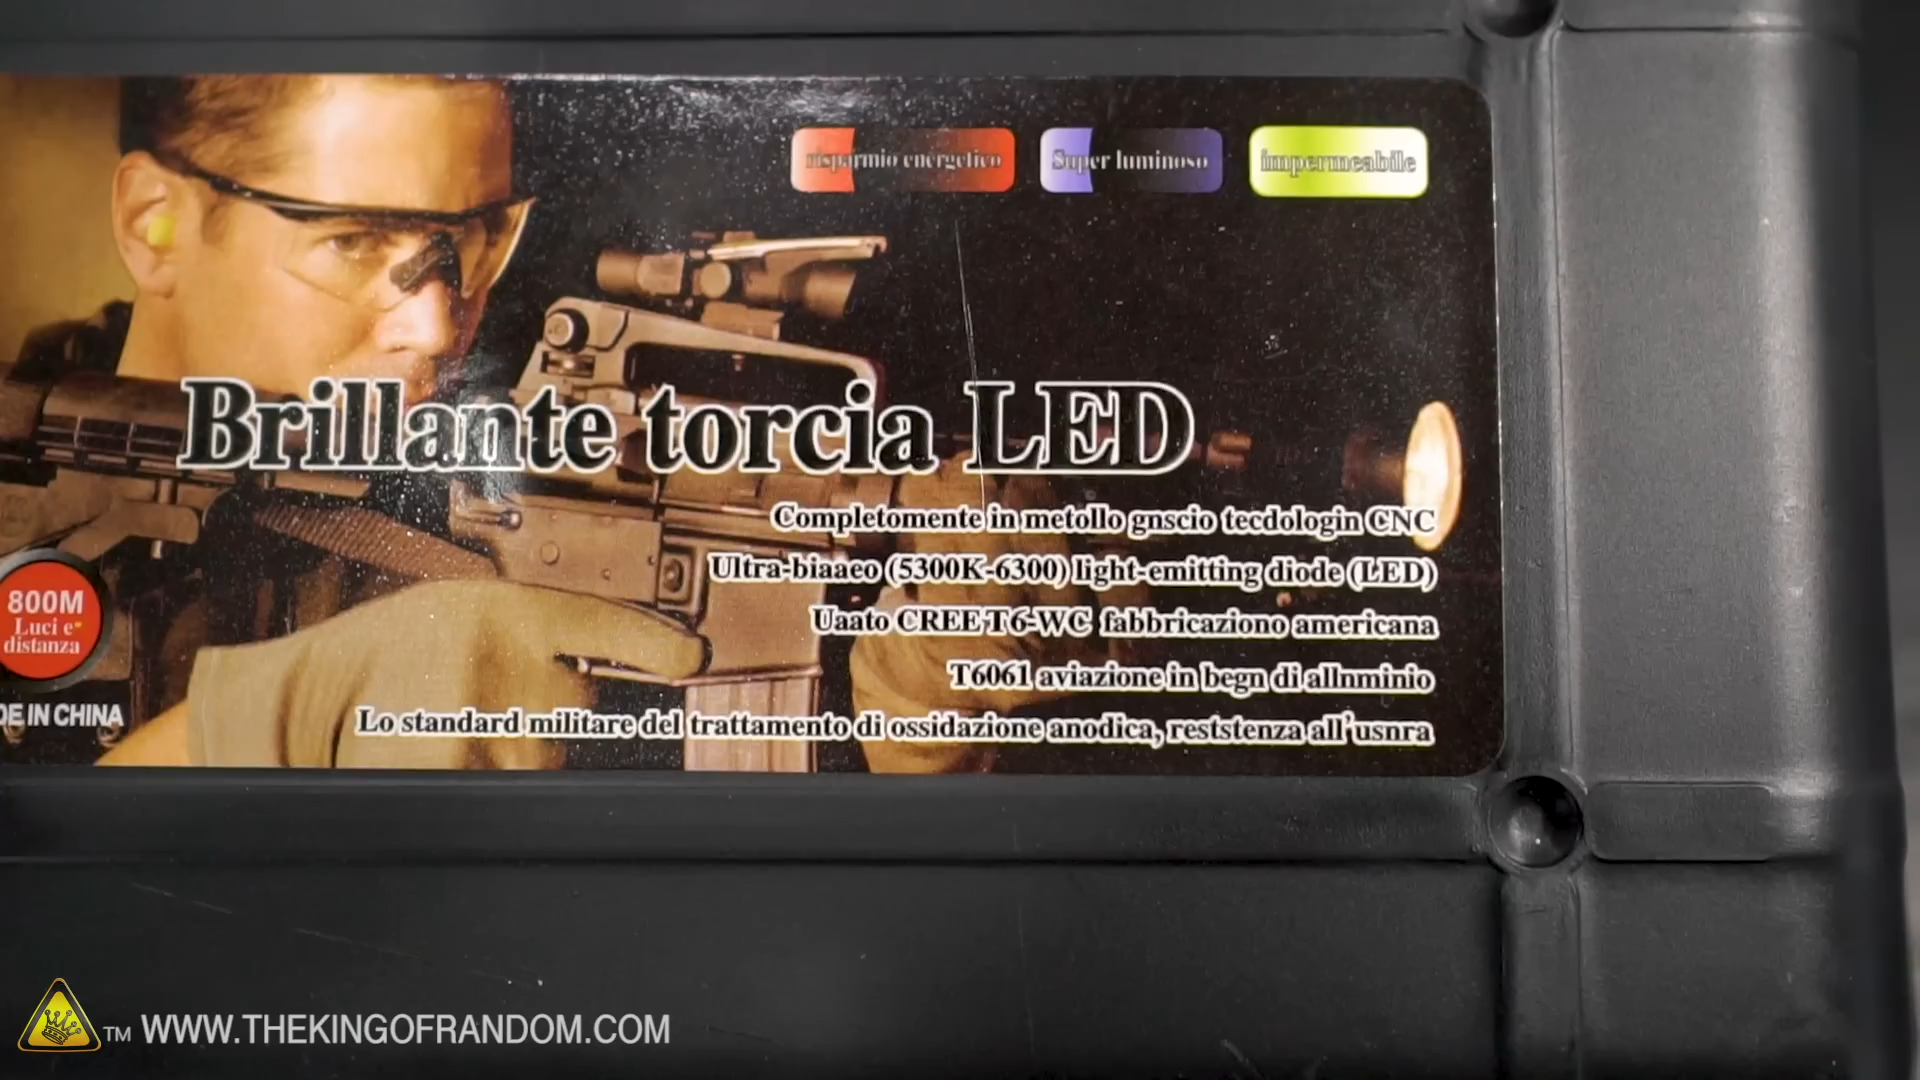 risparmio energetico
Super luminoso
impermeabile
Brillante torcia LED
Completomente in metollo gnscio tecdologin CNC
Ultra-biaaeo (5300K-6300) light-emitting diode (LED)
Uaato CREE T6-WC fabbricaziono americana
T6061 aviazione in begn di allnminio
Lo standard militare del trattamento di ossidazione anodica, reststenza all'usnra
800M
Luci e
distanza
DE IN CHINA
TM WWW.THEKINGOFRANDOM.COM